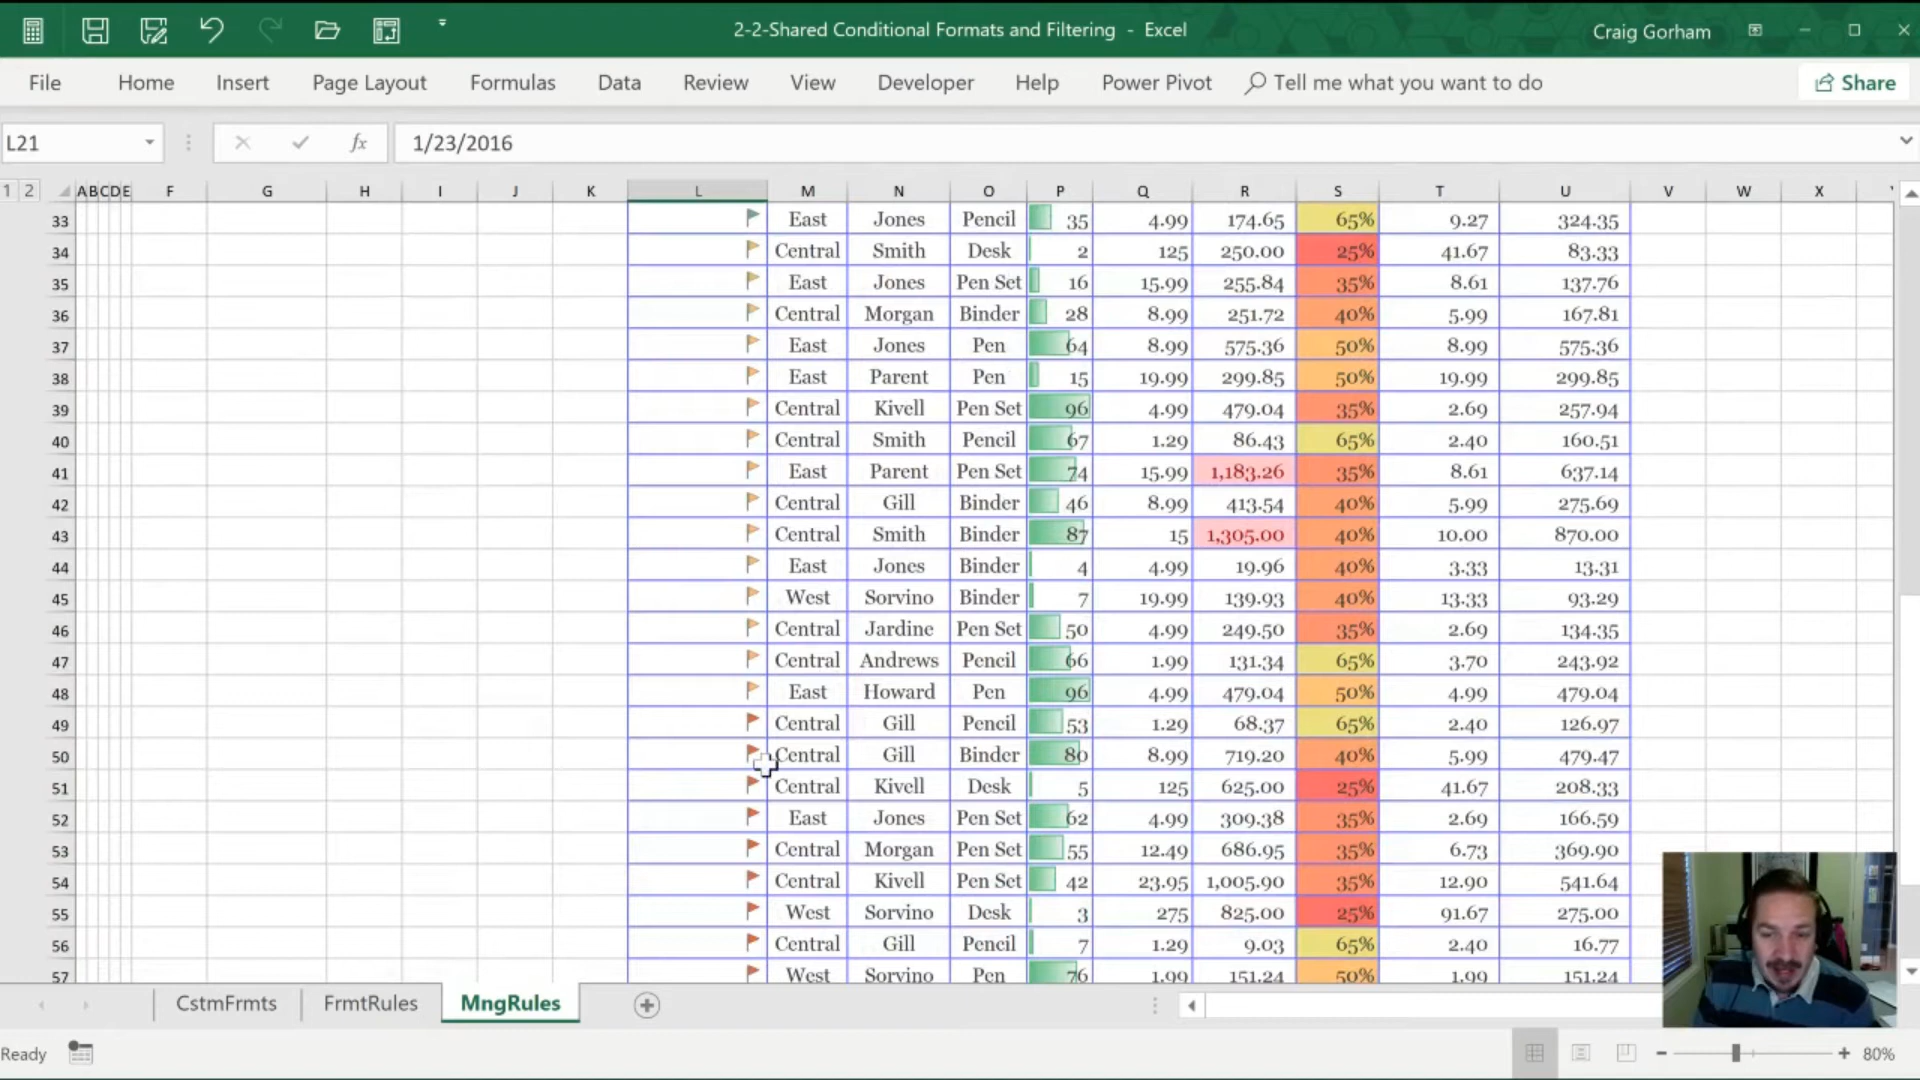 2-2-Shared Conditional Formats and Filtering - Excel
Craig Gorham
File Home Insert Page Layout Formulas Data Review View Developer Help Power Pivot Tell me what you want to do Share
L21 fx 1/23/2016
1 2 A B C D E F G H I J K L M N O P Q R S T U V W X
33 East Jones Pencil 35 4.99 174.65 65% 9.27 324.35
34 Central Smith Desk 2 125 250.00 25% 41.67 83.33
35 East Jones Pen Set 16 15.99 255.84 35% 8.61 137.76
36 Central Morgan Binder 28 8.99 251.72 40% 5.99 167.81
37 East Jones Pen 64 8.99 575.36 50% 8.99 575.36
38 East Parent Pen 15 19.99 299.85 50% 19.99 299.85
39 Central Kivell Pen Set 96 4.99 479.04 35% 2.69 257.94
40 Central Smith Pencil 67 1.29 86.43 65% 2.40 160.51
41 East Parent Pen Set 74 15.99 1,183.26 35% 8.61 637.14
42 Central Gill Binder 46 8.99 413.54 40% 5.99 275.69
43 Central Smith Binder 87 15 1,305.00 40% 10.00 870.00
44 East Jones Binder 4 4.99 19.96 40% 3.33 13.31
45 West Sorvino Binder 7 19.99 139.93 40% 13.33 93.29
46 Central Jardine Pen Set 50 4.99 249.50 35% 2.69 134.35
47 Central Andrews Pencil 66 1.99 131.34 65% 3.70 243.92
48 East Howard Pen 96 4.99 479.04 50% 4.99 479.04
49 Central Gill Pencil 53 1.29 68.37 65% 2.40 126.97
50 Central Gill Binder 80 8.99 719.20 40% 5.99 479.47
51 Central Kivell Desk 5 125 625.00 25% 41.67 208.33
52 East Jones Pen Set 62 4.99 309.38 35% 2.69 166.59
53 Central Morgan Pen Set 55 12.49 686.95 35% 6.73 369.90
54 Central Kivell Pen Set 42 23.95 1,005.90 35% 12.90 541.64
55 West Sorvino Desk 3 275 825.00 25% 91.67 275.00
56 Central Gill Pencil 7 1.29 9.03 65% 2.40 16.77
57 West Sorvino Pen 76 1.99 151.24 50% 1.99 151.24
CstmFrmts FrmtRules MngRules
Ready 80%